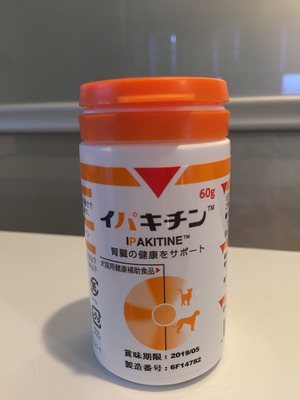 60g
イパキチン™
IPAKITINE™
腎臓の健康をサポート
犬猫用健康補助食品
賞味期限：2019/05
製造番号：6F14782